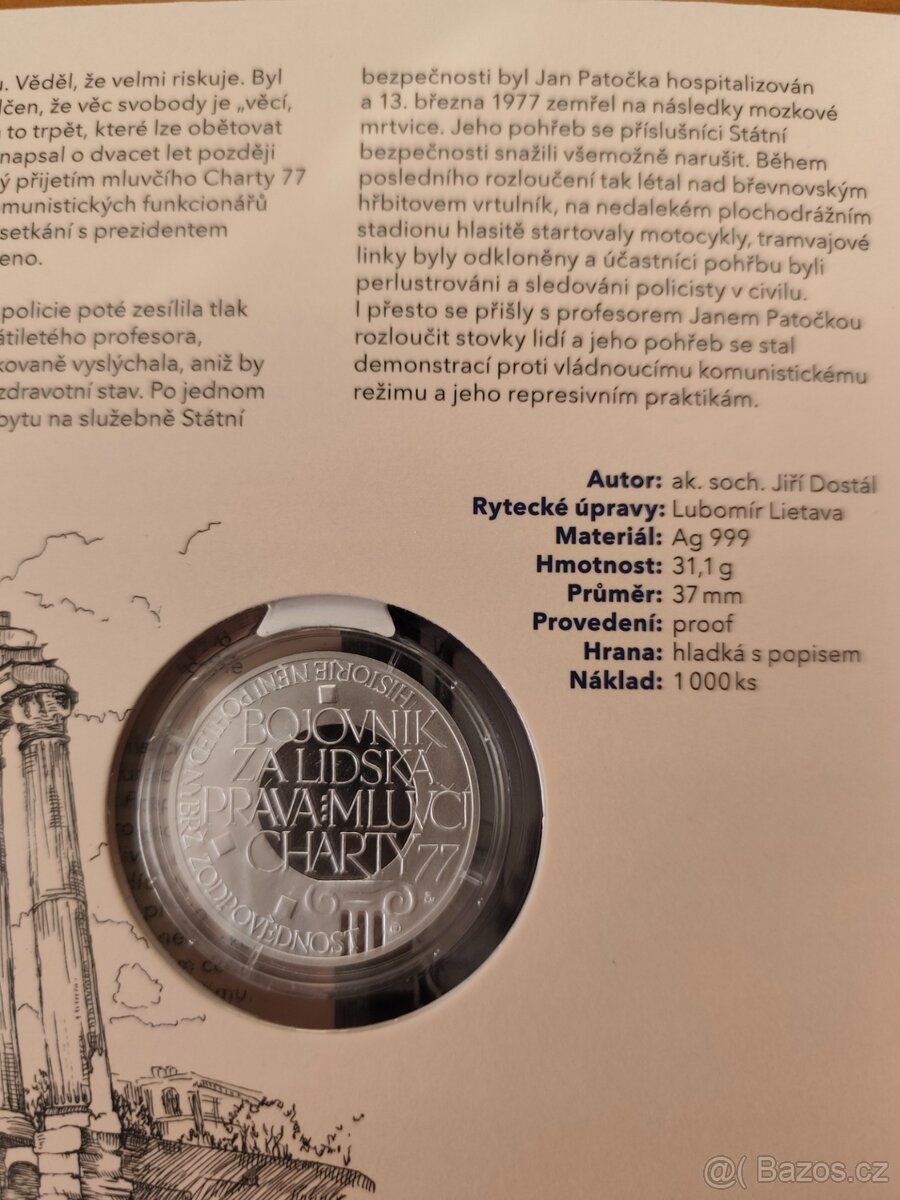 u. Věděl, že velmi riskuje. Byl
lčen, že věc svobody je „věcí,
to trpět, které lze obětovat
napsal o dvacet let později
ý přijetím mluvčího Charty 77
omunistických funkcionářů
setkání s prezidentem
eno.
policie poté zesílila tlak
átiletého profesora,
kovaně vyslýchala, aniž by
zdravotní stav. Po jednom
bytu na služebně Státní
bezpečnosti byl Jan Patočka hospitalizován
a 13. března 1977 zemřel na následky mozkové
mrtvice. Jeho pohřeb se příslušníci Státní
bezpečnosti snažili všemožně narušit. Během
posledního rozloučení tak létal nad břevnovským
hřbitovem vrtulník, na nedalekém plochodrážním
stadionu hlasitě startovaly motocykly, tramvajové
linky byly odkloněny a účastníci pohřbu byli
perlustrováni a sledováni policisty v civilu.
I přesto se přišly s profesorem Janem Patočkou
rozloučit stovky lidí a jeho pohřeb se stal
demonstrací proti vládnoucímu komunistickému
režimu a jeho represivním praktikám.
Autor: ak. soch. Jiří Dostál
Rytecké úpravy: Lubomír Lietava
Materiál: Ag 999
Hmotnost: 31,1 g
Průměr: 37 mm
Provedení: proof
Hrana: hladká s popisem
Náklad: 1 000 ks
HISTORIE NENÍ POHLED NÝBRŽ ZODPOVĚDNOST
BOJOVNÍK
ZA LIDSKÁ
PRÁVA MLUVČÍ
CHARTY 77
@( Bazos.cz